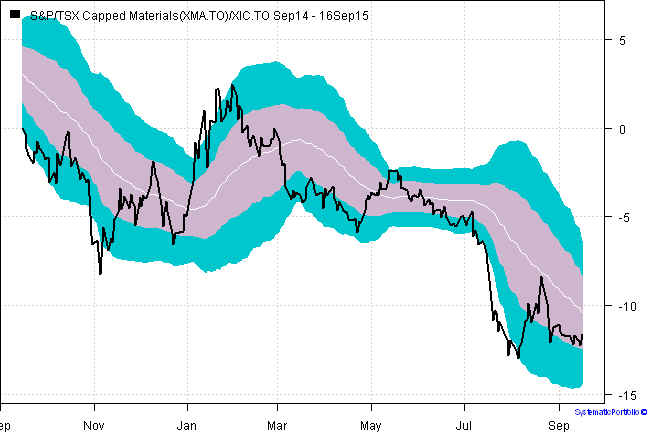 S&P/TSX Capped Materials(XMA.TO)/XIC.TO Sep14 - 16Sep15
5
0
-5
-10
-15
ep Nov Jan Mar May Jul Sep
SystematicPortfolio ©